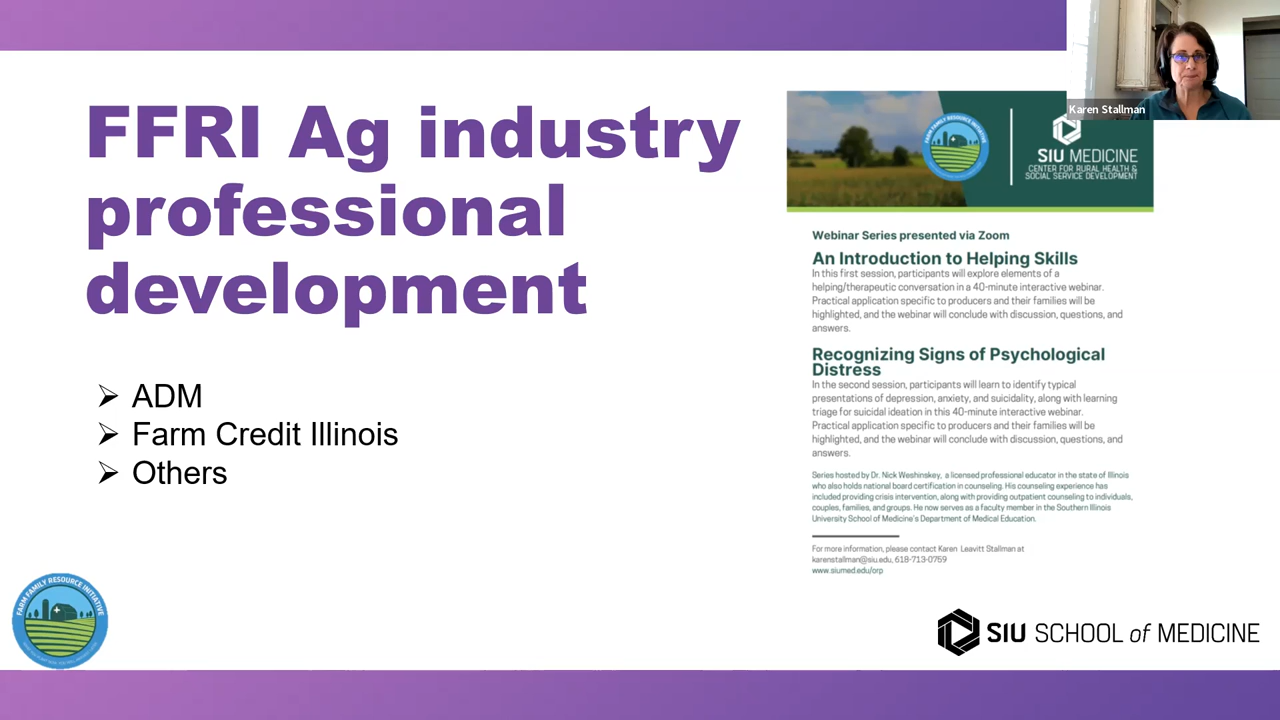 FFRI Ag industry
professional
development
ADM
Farm Credit Illinois
Others
Karen Stallman
FARM FAMILY RESOURCE INITIATIVE
SIU MEDICINE
CENTER FOR RURAL HEALTH &
SOCIAL SERVICE DEVELOPMENT
Webinar Series presented via Zoom
An Introduction to Helping Skills
In this first session, participants will explore elements of a
helping/therapeutic conversation in a 40-minute interactive webinar.
Practical application specific to producers and their families will be
highlighted, and the webinar will conclude with discussion, questions, and
answers.
Recognizing Signs of Psychological
Distress
In the second session, participants will learn to identify typical
presentations of depression, anxiety, and suicidality, along with learning
triage for suicidal ideation in this 40-minute interactive webinar.
Practical application specific to producers and their families will be
highlighted, and the webinar will conclude with discussion, questions, and
answers.
Series hosted by Dr. Nick Weshinskey, a licensed professional educator in the state of Illinois
who also holds national board certification in counseling. His counseling experience has
included providing crisis intervention, along with providing outpatient counseling to individuals,
couples, families, and groups. He now serves as a faculty member in the Southern Illinois
University School of Medicine's Department of Medical Education.
For more information, please contact Karen Leavitt Stallman at
karenstallman@siu.edu, 618-713-0759
www.siumed.edu/orp
FARM FAMILY RESOURCE INITIATIVE
SIU SCHOOL of MEDICINE